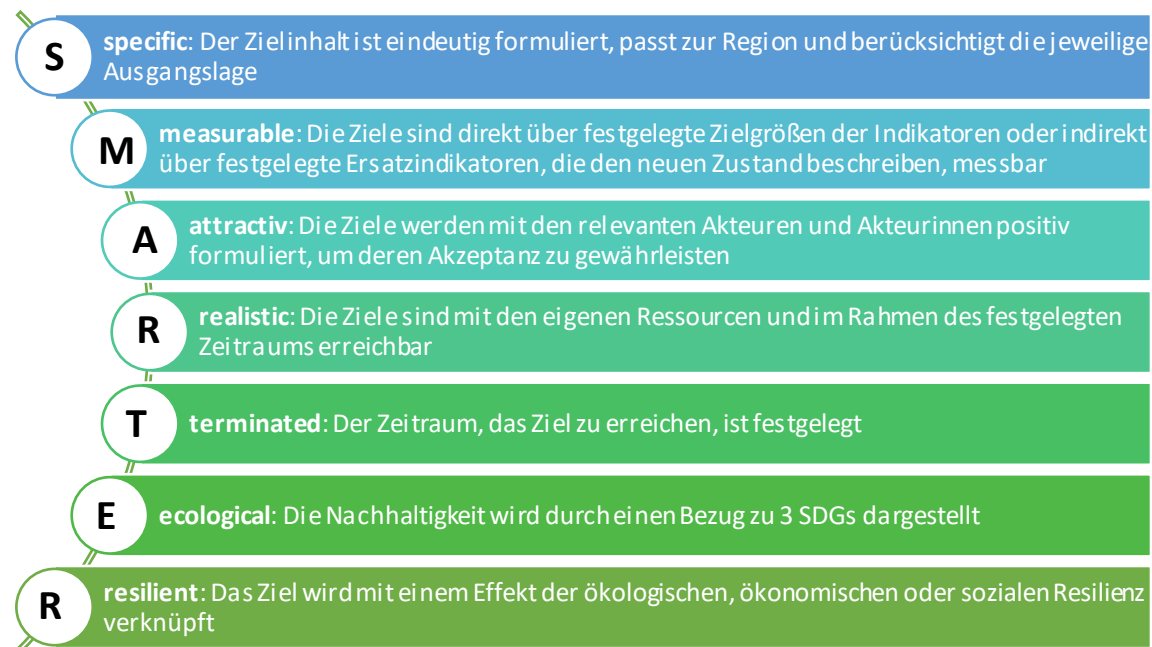 S
specific: Der Zielinhalt ist eindeutig formuliert, passt zur Region und berücksichtigt die jeweilige
Ausgangslage
M
measurable: Die Ziele sind direkt über festgelegte Zielgrößen der Indikatoren oder indirekt
über festgelegte Ersatzindikatoren, die den neuen Zustand beschreiben, messbar
A
attractiv: Die Ziele werden mit den relevanten Akteuren und Akteurinnen positiv
formuliert, um deren Akzeptanz zu gewährleisten
R
realistic: Die Ziele sind mit den eigenen Ressourcen und im Rahmen des festgelegten
Zeitraums erreichbar
T
terminated: Der Zeitraum, das Ziel zu erreichen, ist festgelegt
E
ecological: Die Nachhaltigkeit wird durch einen Bezug zu 3 SDGs dargestellt
R
resilient: Das Ziel wird mit einem Effekt der ökologischen, ökonomischen oder sozialen Resilienz
verknüpft